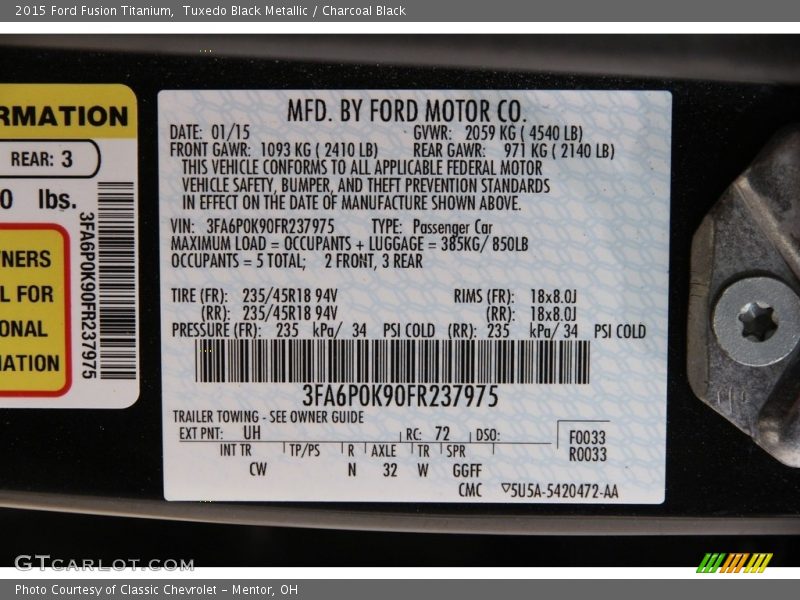 2015 Ford Fusion Titanium,  Tuxedo Black Metallic / Charcoal Black
RMATION
REAR: 3
0 lbs.
3FA6P0K90FR237975
NERS
L FOR
ONAL
ATION
MFD. BY FORD MOTOR CO.
DATE: 01/15 GVWR: 2059 KG ( 4540 LB)
FRONT GAWR: 1093 KG ( 2410 LB) REAR GAWR: 971 KG ( 2140 LB)
THIS VEHICLE CONFORMS TO ALL APPLICABLE FEDERAL MOTOR
VEHICLE SAFETY, BUMPER, AND THEFT PREVENTION STANDARDS
IN EFFECT ON THE DATE OF MANUFACTURE SHOWN ABOVE.
VIN: 3FA6P0K90FR237975 TYPE: Passenger Car
MAXIMUM LOAD = OCCUPANTS + LUGGAGE = 385KG/ 850LB
OCCUPANTS = 5 TOTAL; 2 FRONT, 3 REAR
TIRE (FR): 235/45R18 94V RIMS (FR): 18x8.0J
(RR): 235/45R18 94V (RR): 18x8.0J
PRESSURE (FR): 235 kPa/ 34 PSI COLD (RR): 235 kPa/ 34 PSI COLD
3FA6P0K90FR237975
TRAILER TOWING - SEE OWNER GUIDE
EXT PNT: UH RC: 72 DSO: F0033
R0033
INT TR TP/PS R AXLE TR SPR
CW N 32 W GGFF
CMC ▽5U5A-5420472-AA
GTCARLOT.COM
Photo Courtesy of Classic Chevrolet - Mentor, OH